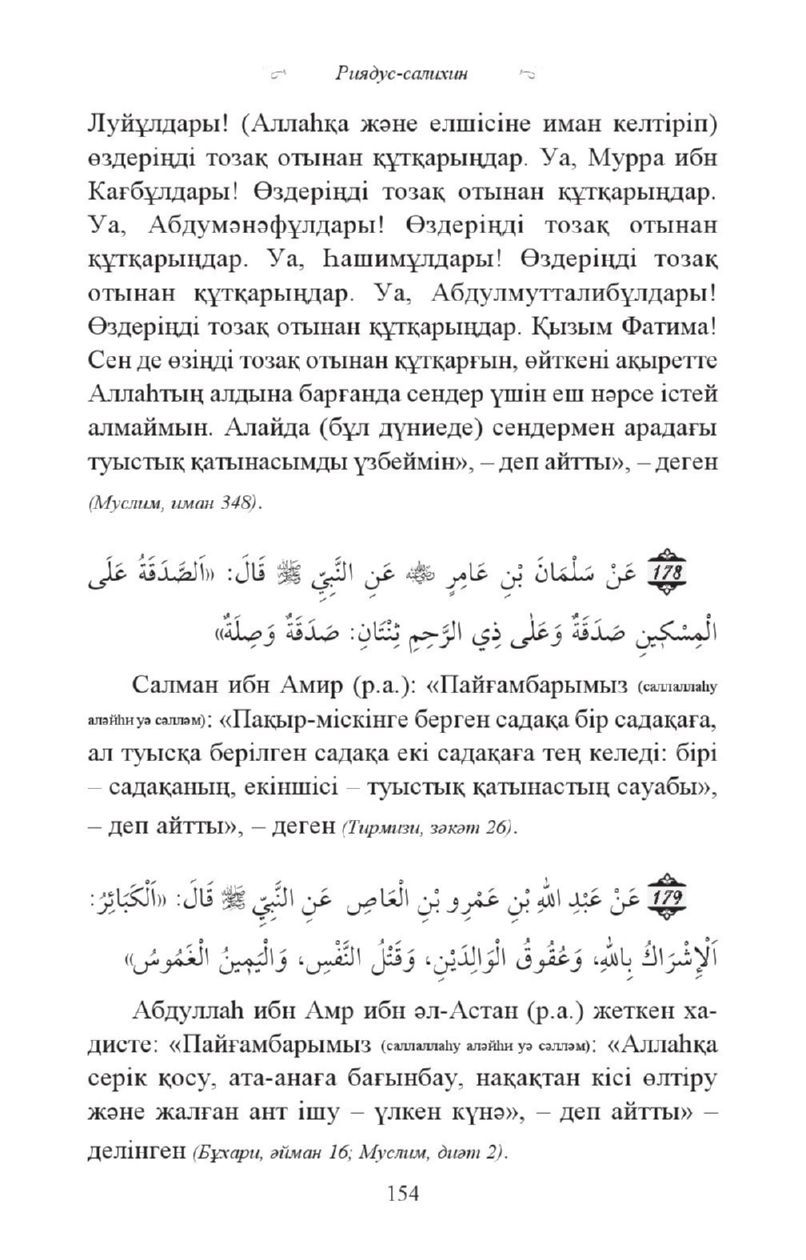 Риядус-салихин
Луйұлдары! (Аллаһқа және елшісіне иман келтіріп)
өздеріңді тозақ отынан құтқарыңдар. Уа, Мурра ибн
Кағбұлдары! Өздеріңді тозақ отынан құтқарыңдар.
Уа, Абдумәнәфұлдары! Өздеріңді тозақ отынан
құтқарыңдар. Уа, Һашимұлдары! Өздеріңді тозақ
отынан құтқарыңдар. Уа, Абдулмутталибұлдары!
Өздеріңді тозақ отынан құтқарыңдар. Қызым Фатима!
Сен де өзіңді тозақ отынан құтқарғын, өйткені ақыретте
Аллаһтың алдына барғанда сендер үшін еш нәрсе істей
алмаймын. Алайда (бұл дүниеде) сендермен арадағы
туыстық қатынасымды үзбеймін», – деп айтты», – деген
(Муслим, иман 348).
178 عَنْ سَلْمَانَ بْنِ عَامِرٍ ﷺ عَنِ النَّبِيِّ ﷺ قَالَ: «اَلصَّدَقَةُ عَلَى
الْمِسْكِينِ صَدَقَةٌ وَعَلَى ذِي الرَّحِمِ ثِنْتَانِ: صَدَقَةٌ وَصِلَةٌ»
Салман ибн Амир (р.а.): «Пайғамбарымыз (саллаллаһу
аләйһи уә сәлләм): «Пақыр-міскінге берген садақа бір садақаға,
ал туысқа берілген садақа екі садақаға тең келеді: бірі
– садақаның, екіншісі – туыстық қатынастың сауабы»,
– деп айтты», – деген (Тирмизи, зәкәт 26).
179 عَنْ عَبْدِ اللهِ بْنِ عَمْرِو بْنِ الْعَاصِ عَنِ النَّبِيِّ ﷺ قَالَ: «اَلْكَبَائِرُ:
اَلْإِشْرَاكُ بِاللهِ، وَعُقُوقُ الْوَالِدَيْنِ، وَقَتْلُ النَّفْسِ، وَالْيَمِينُ الْغَمُوسُ»
Абдуллаһ ибн Амр ибн әл-Астан (р.а.) жеткен ха-
дисте: «Пайғамбарымыз (саллаллаһу аләйһи уә сәлләм): «Аллаһқа
серік қосу, ата-анаға бағынбау, нақақтан кісі өлтіру
және жалған ант ішу – үлкен күнә», – деп айтты» –
делінген (Бұхари, әйман 16; Муслим, диәт 2).
154